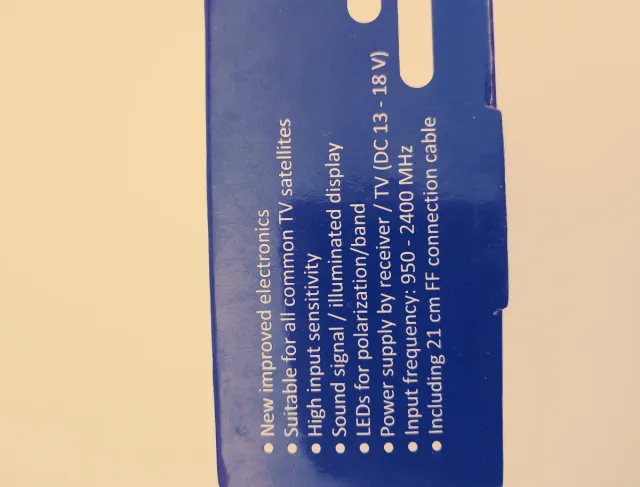 • New improved electronics
• Suitable for all common TV satellites
• High input sensitivity
• Sound signal / illuminated display
• LEDs for polarization/band
• Power supply by receiver / TV (DC 13 - 18 V)
• Input frequency: 950 - 2400 MHz
• Including 21 cm FF connection cable